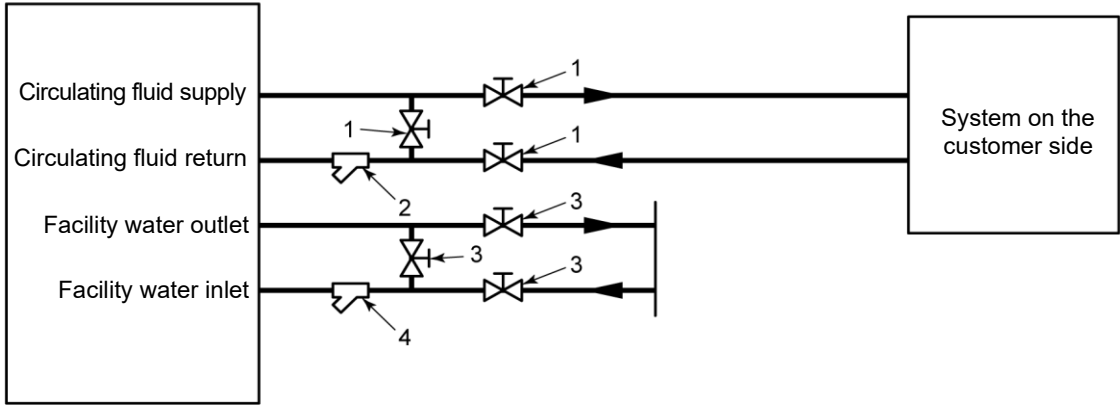 Circulating fluid supply
1
1
System on the
customer side
Circulating fluid return
1
2
Facility water outlet
3
3
Facility water inlet
3
4